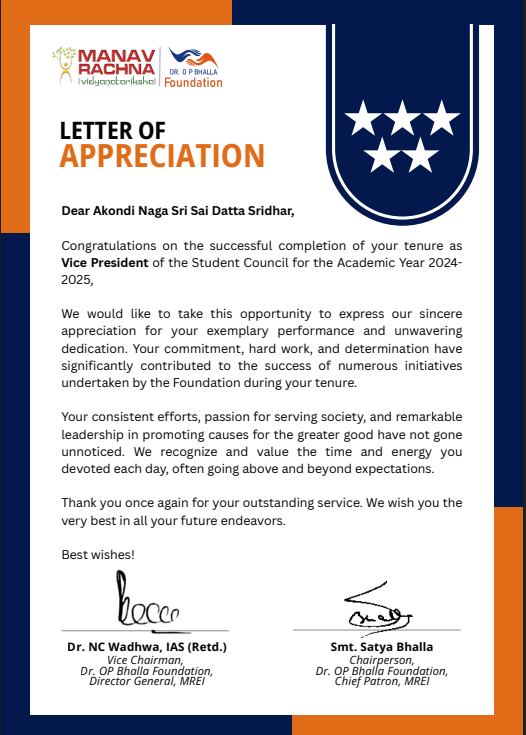 MANAV
RACHNA
vidyanatarikshal
DR. O P BHALLA
Foundation
LETTER OF
APPRECIATION
Dear Akondi Naga Sri Sai Datta Sridhar,
Congratulations on the successful completion of your tenure as
Vice President of the Student Council for the Academic Year 2024-
2025,
We would like to take this opportunity to express our sincere
appreciation for your exemplary performance and unwavering
dedication. Your commitment, hard work, and determination have
significantly contributed to the success of numerous initiatives
undertaken by the Foundation during your tenure.
Your consistent efforts, passion for serving society, and remarkable
leadership in promoting causes for the greater good have not gone
unnoticed. We recognize and value the time and energy you
devoted each day, often going above and beyond expectations.
Thank you once again for your outstanding service. We wish you the
very best in all your future endeavors.
Best wishes!
Dr. NC Wadhwa, IAS (Retd.)
Vice Chairman,
Dr. OP Bhalla Foundation,
Director General, MREI
Smt. Satya Bhalla
Chairperson,
Dr. OP Bhalla Foundation,
Chief Patron, MREI